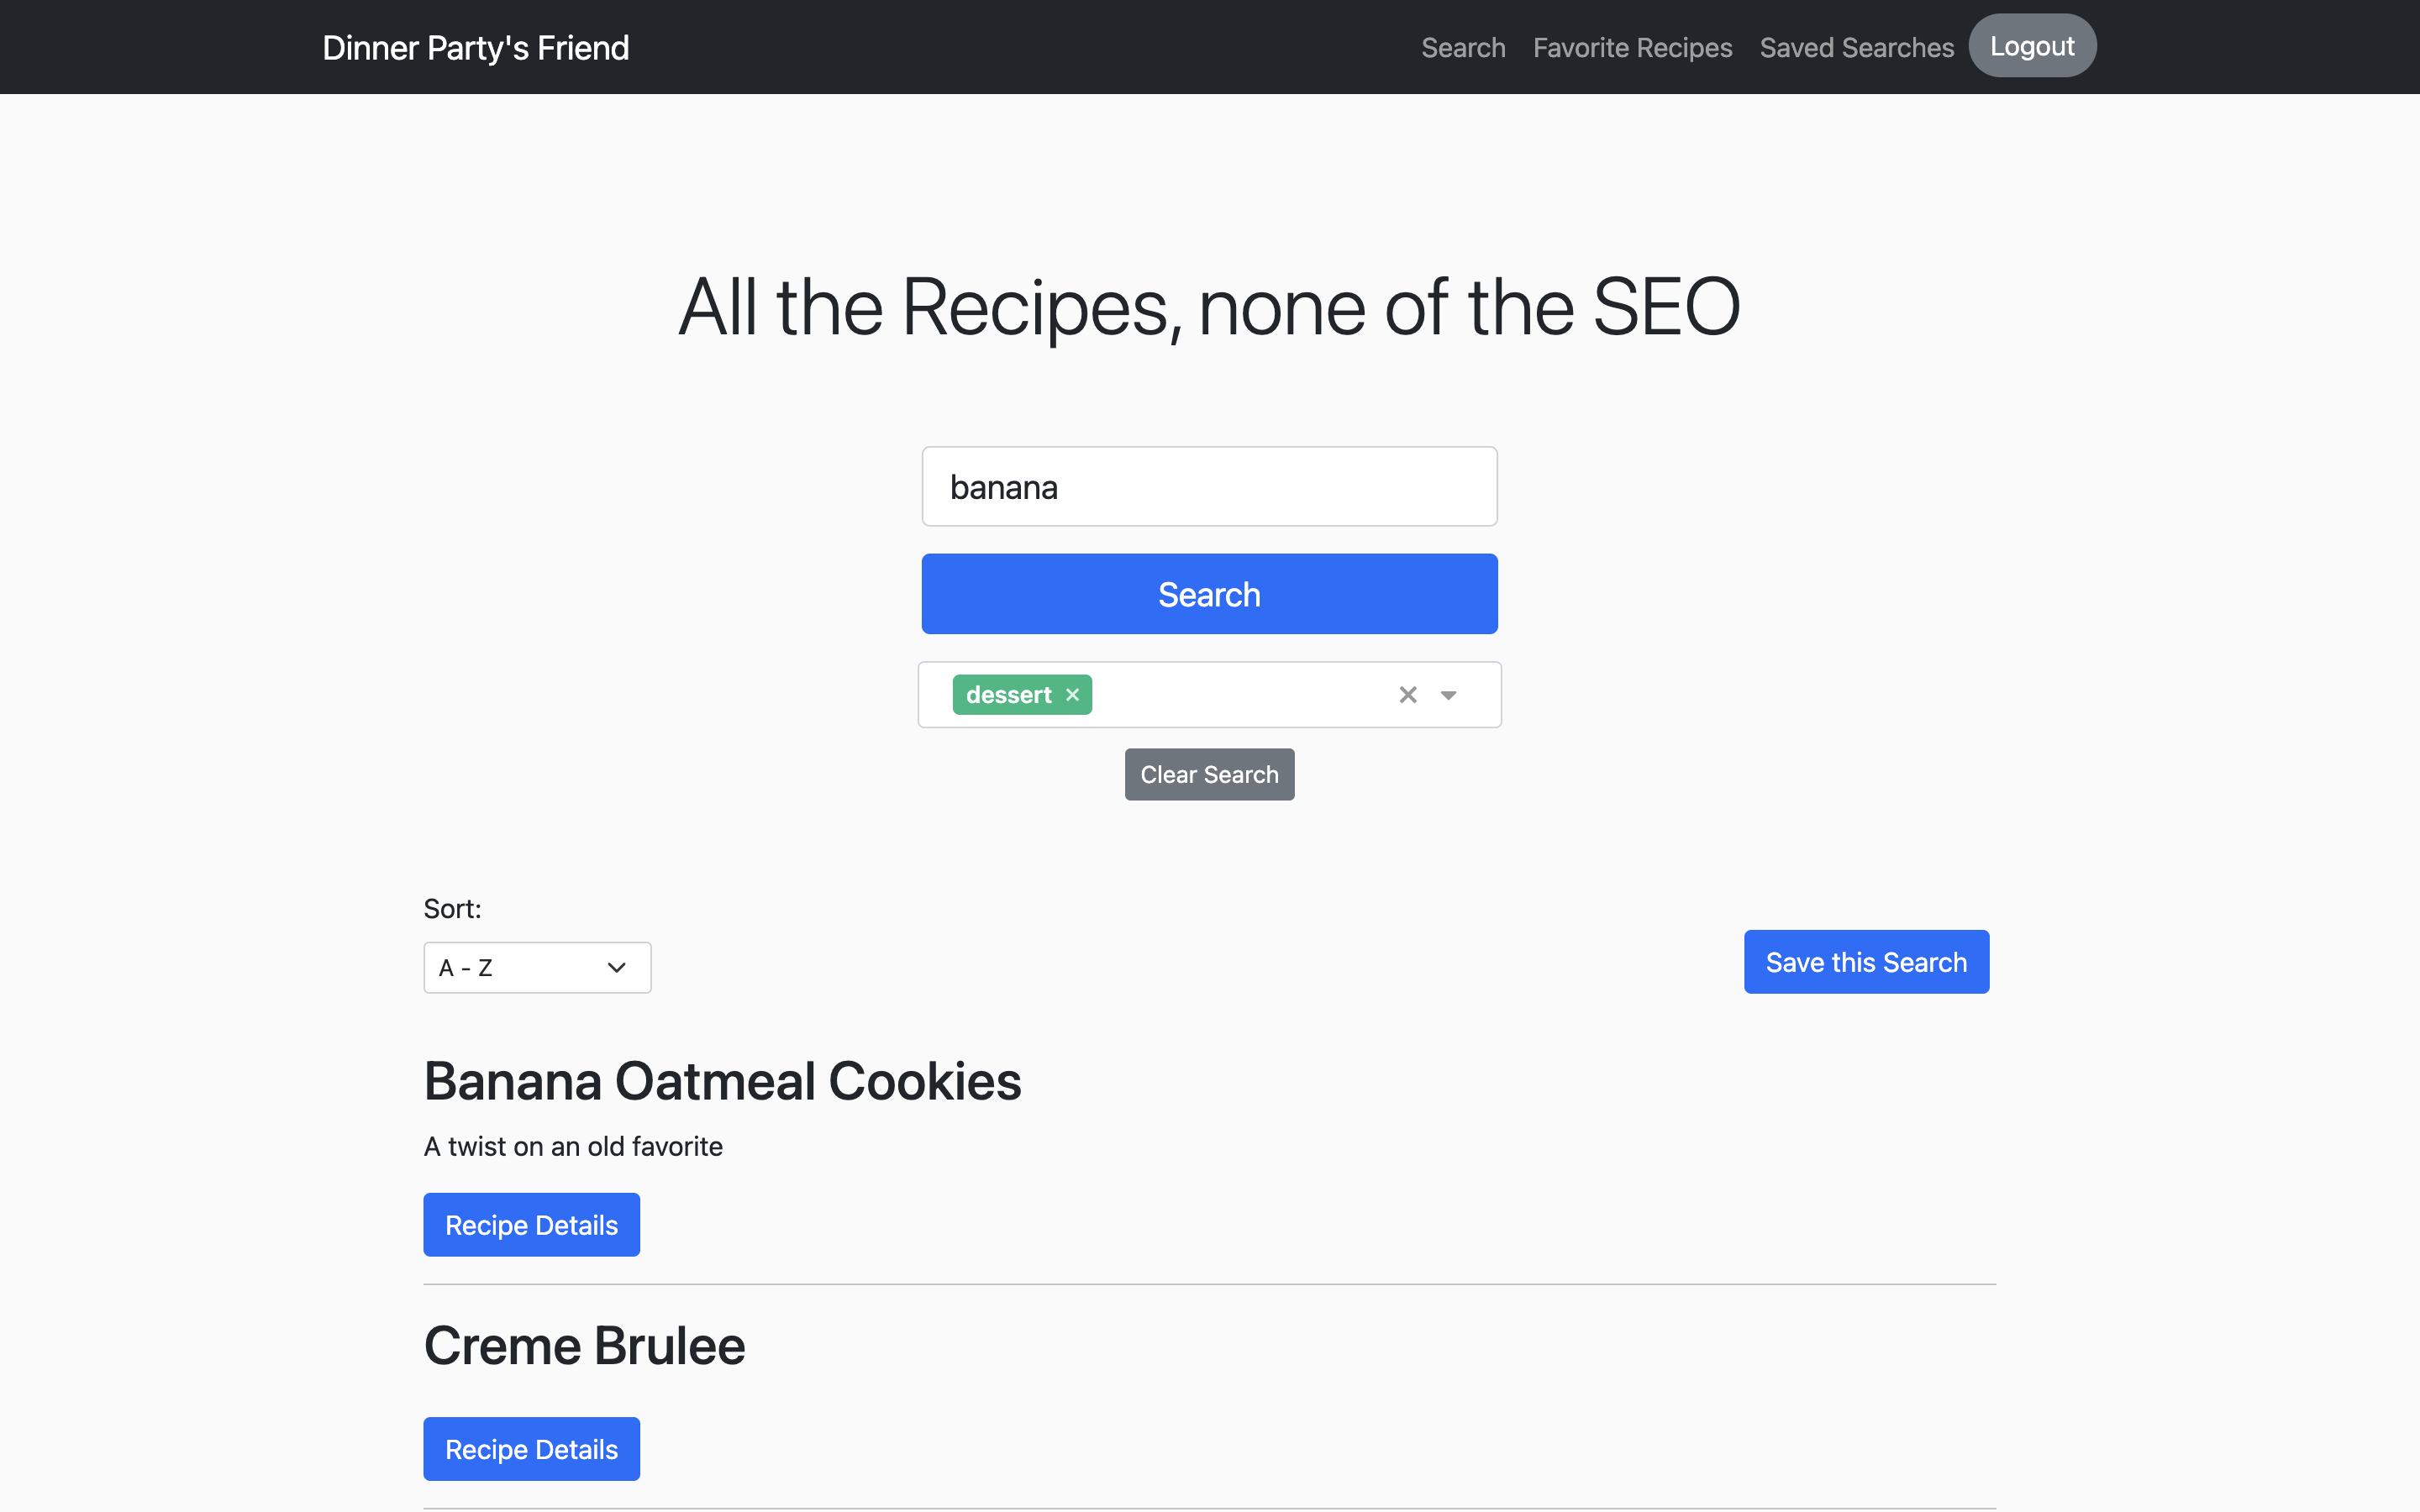 Dinner Party's Friend Search Favorite Recipes Saved Searches Logout
All the Recipes, none of the SEO
banana
Search
dessert
Clear Search
Sort:
A - Z
Save this Search
Banana Oatmeal Cookies
A twist on an old favorite
Recipe Details
Creme Brulee
Recipe Details